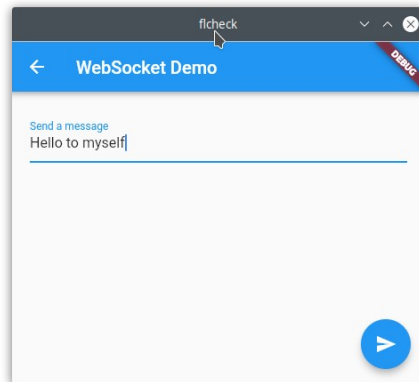 flcheck
WebSocket Demo
DEBUG
Send a message
Hello to myself